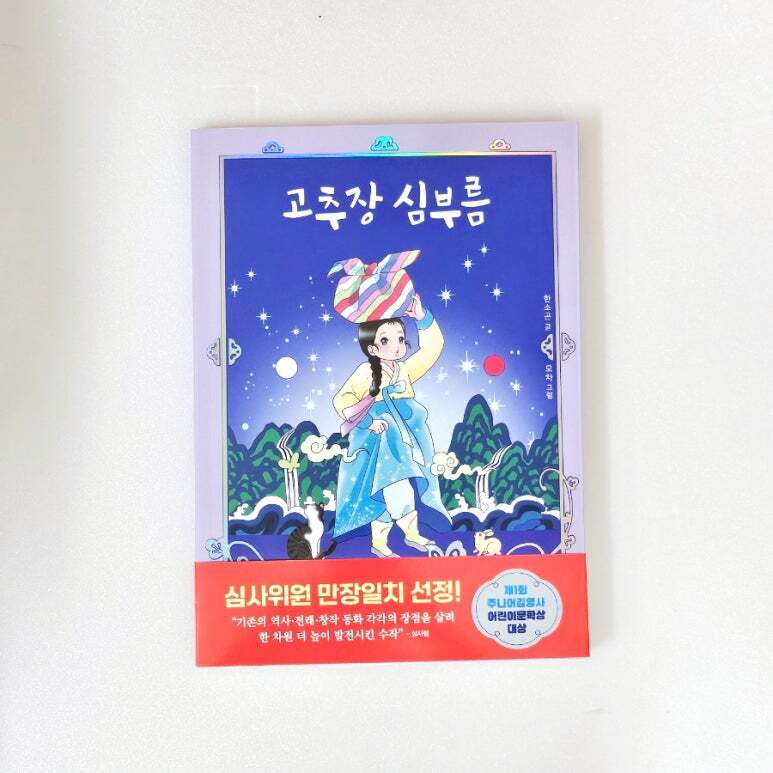 고추장 심부름
한소곤 글
모차 그림
심사위원 만장일치 선정!
“기존의 역사·전래·창작 동화 각각의 장점을 살려
한 차원 더 높이 발전시킨 수작” - 심사평
제1회
주니어김영사
어린이문학상
대상